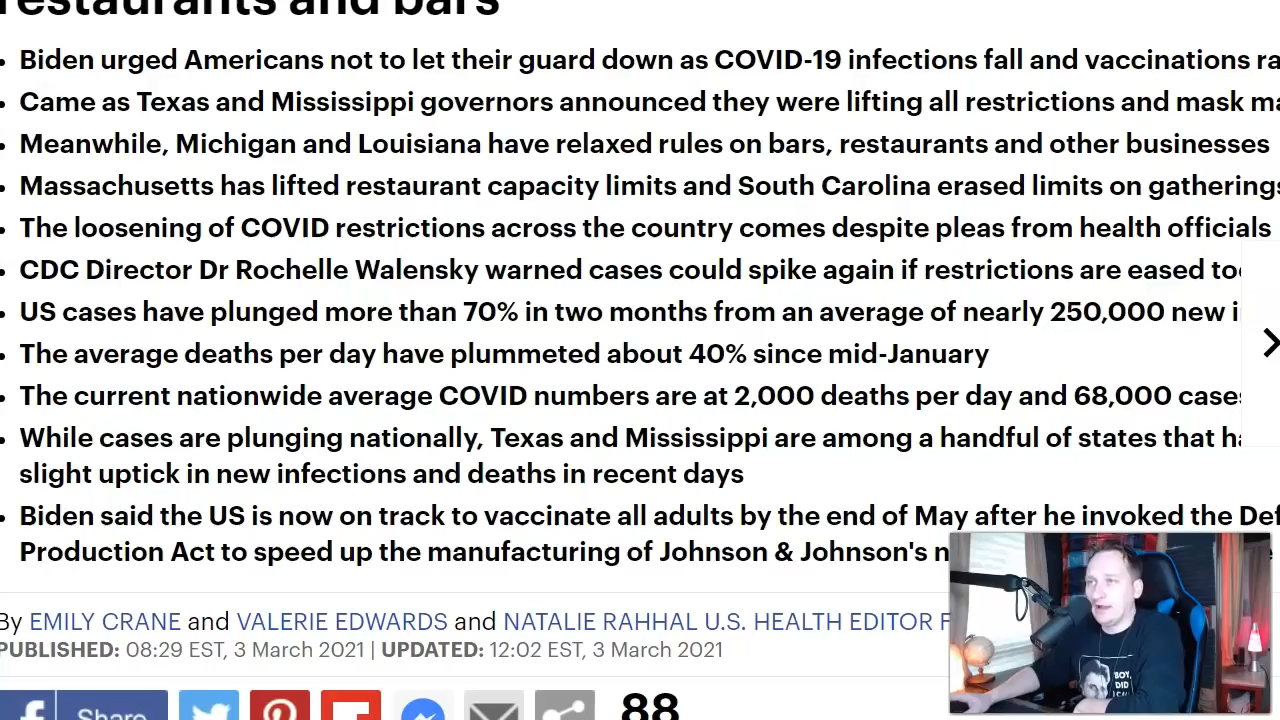 restaurants and bars
Biden urged Americans not to let their guard down as COVID-19 infections fall and vaccinations
Came as Texas and Mississippi governors announced they were lifting all restrictions and mask
Meanwhile, Michigan and Louisiana have relaxed rules on bars, restaurants and other businesses
Massachusetts has lifted restaurant capacity limits and South Carolina erased limits on gatherings
The loosening of COVID restrictions across the country comes despite pleas from health officials
CDC Director Dr Rochelle Walensky warned cases could spike again if restrictions are eased
US cases have plunged more than 70% in two months from an average of nearly 250,000 new
The average deaths per day have plummeted about 40% since mid-January
The current nationwide average COVID numbers are at 2,000 deaths per day and 68,000 cases
While cases are plunging nationally, Texas and Mississippi are among a handful of states that
slight uptick in new infections and deaths in recent days
Biden said the US is now on track to vaccinate all adults by the end of May after he invoked the
Production Act to speed up the manufacturing of Johnson & Johnson's
By EMILY CRANE and VALERIE EDWARDS and NATALIE RAHHAL U.S. HEALTH EDITOR
PUBLISHED: 08:29 EST, 3 March 2021 | UPDATED: 12:02 EST, 3 March 2021
Share
88
BOY,
DID